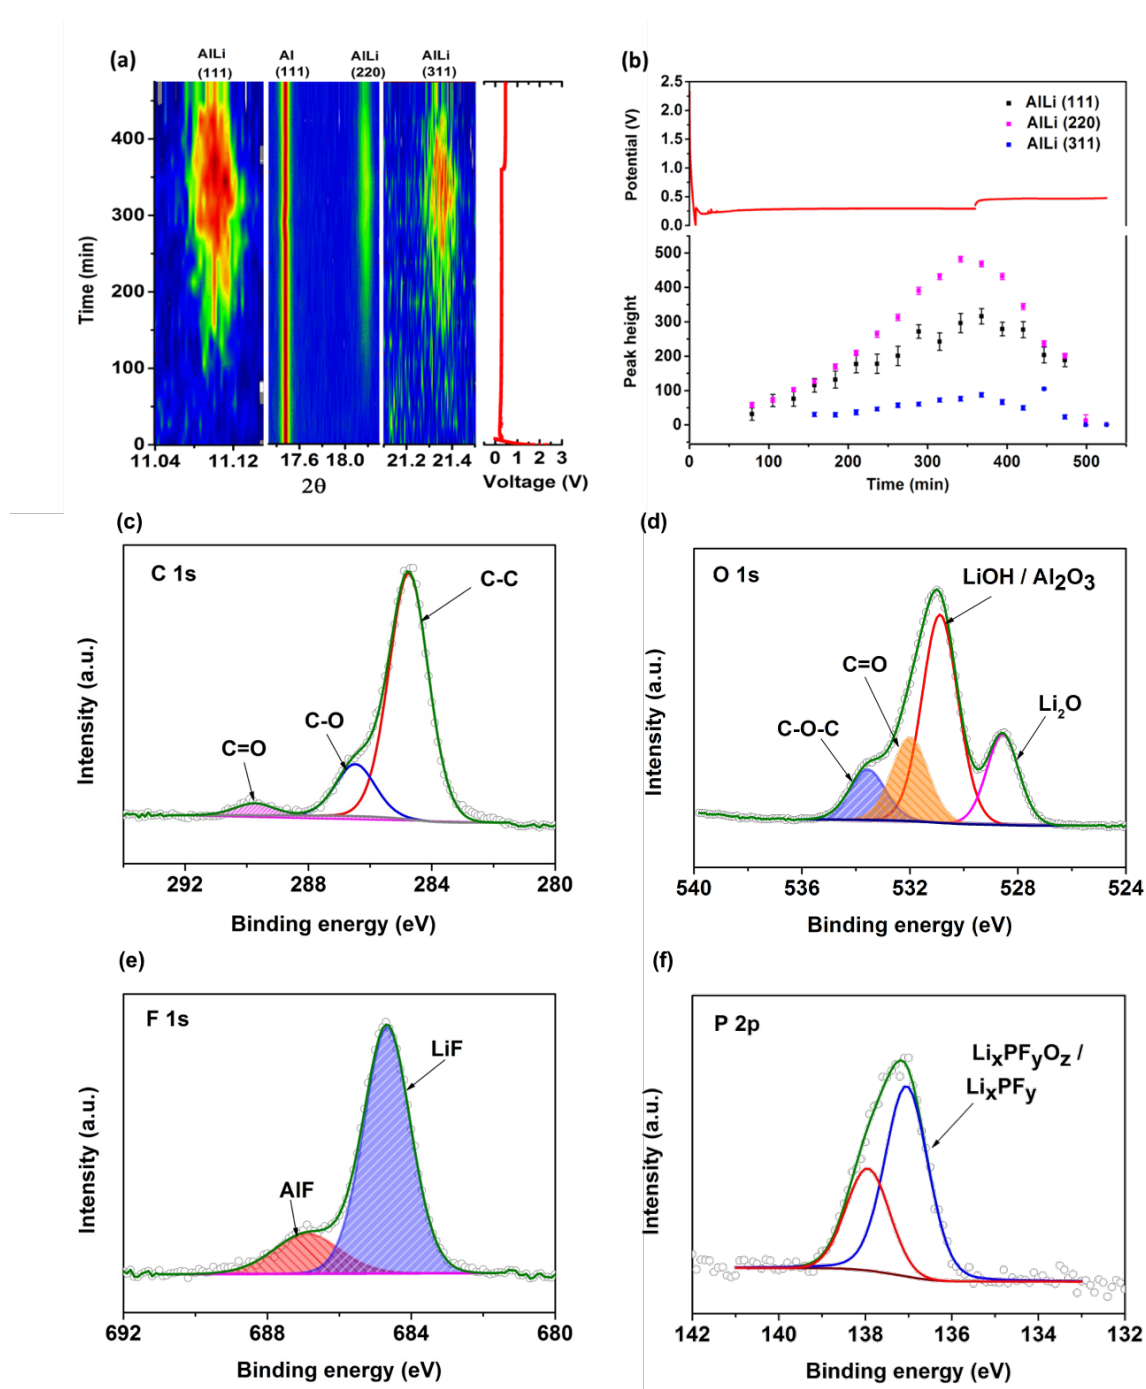 (a)
AlLi
(111)
Al
(111)
AlLi
(220)
AlLi
(311)
Time (min)
400
300
200
100
0
11.04
11.12
17.6
18.0
21.2
21.4
2θ
0
1
2
3
Voltage (V)
(b)
Potential (V)
2.5
2.0
1.5
1.0
0.5
0.0
AlLi (111)
AlLi (220)
AlLi (311)
Peak height
500
400
300
200
100
0
0
100
200
300
400
500
Time (min)
(c)
C 1s
C-C
C-O
C=O
Intensity (a.u.)
292
288
284
280
Binding energy (eV)
(d)
O 1s
LiOH / Al₂O₃
C=O
C-O-C
Li₂O
Intensity (a.u.)
540
536
532
528
524
Binding energy (eV)
(e)
F 1s
LiF
AlF
Intensity (a.u.)
692
688
684
680
Binding energy (eV)
(f)
P 2p
LiₓPFyOz /
LiₓPFy
Intensity (a.u.)
142
140
138
136
134
132
Binding energy (eV)